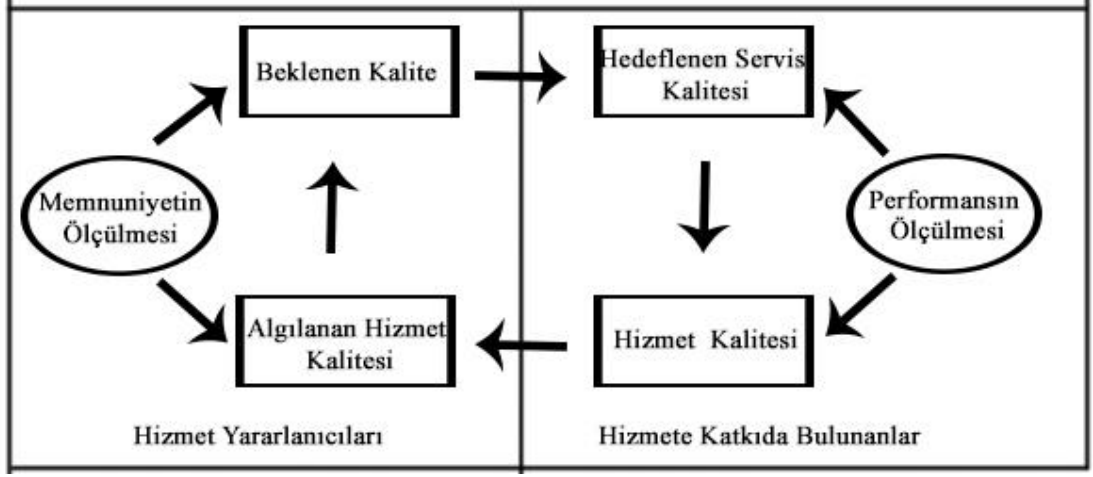 Beklenen Kalite
Hedeflenen Servis
Kalitesi
Memnuniyetin
Ölçülmesi
Performansın
Ölçülmesi
Algılanan Hizmet
Kalitesi
Hizmet Kalitesi
Hizmet Yararlanıcıları
Hizmete Katkıda Bulunanlar